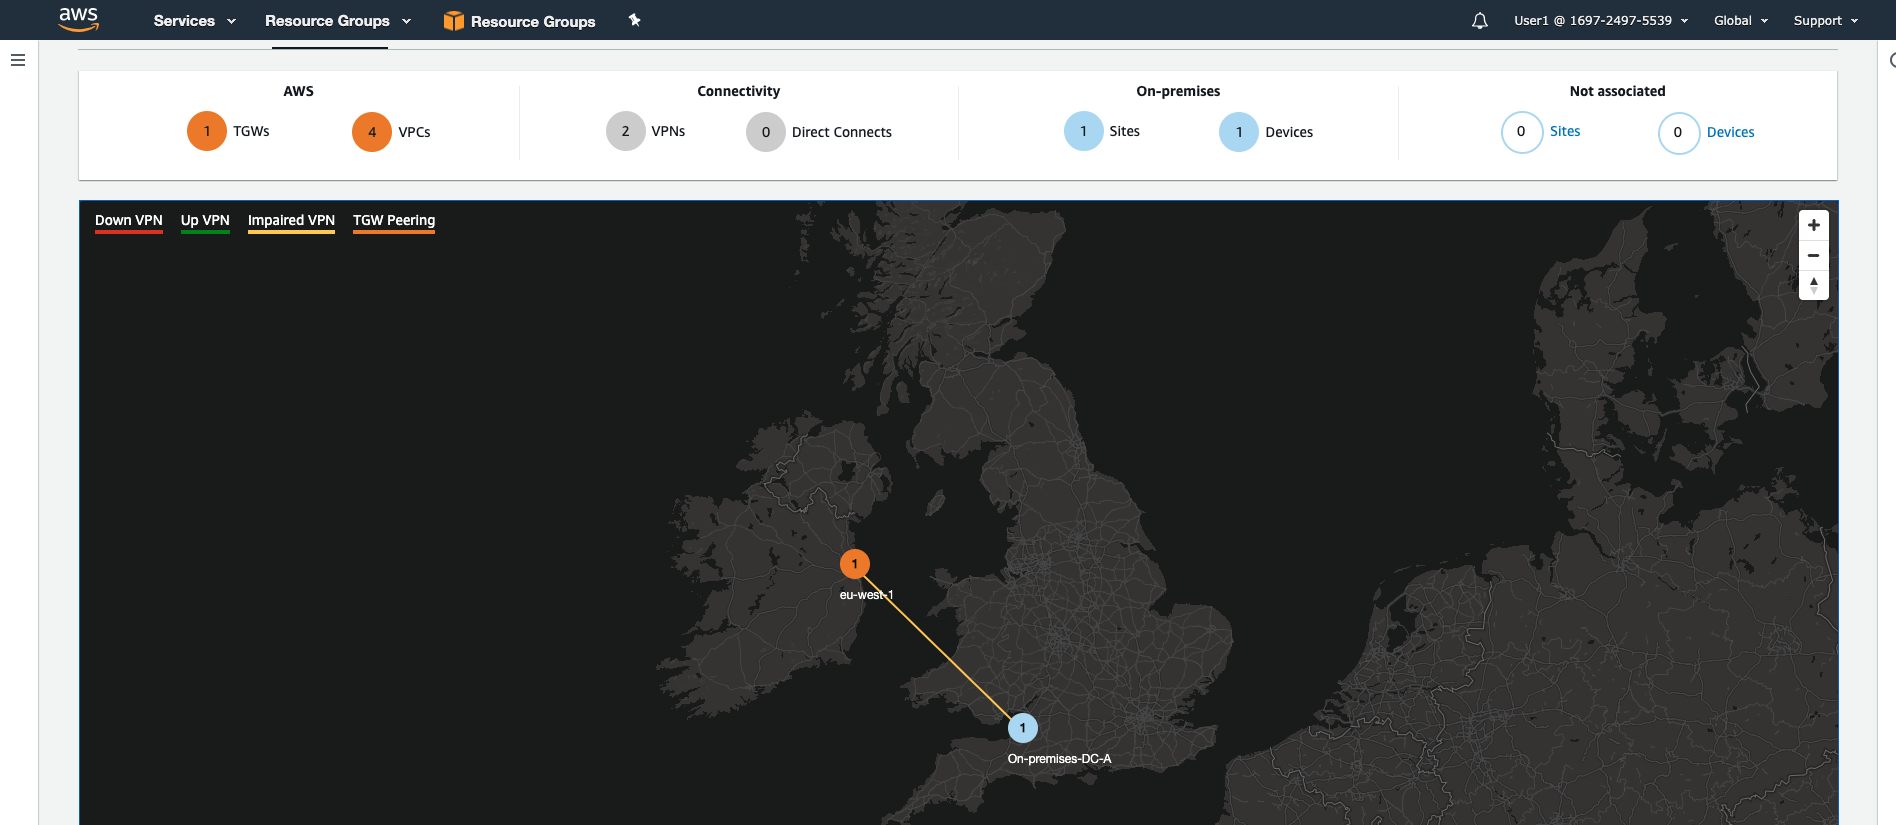 aws Services Resource Groups Resource Groups User1 @ 1697-2497-5539 Global Support
AWS Connectivity On-premises Not associated
1 TGWs 4 VPCs 2 VPNs 0 Direct Connects 1 Sites 1 Devices 0 Sites 0 Devices
Down VPN Up VPN Impaired VPN TGW Peering
1
eu-west-1
1
On-premises-DC-A